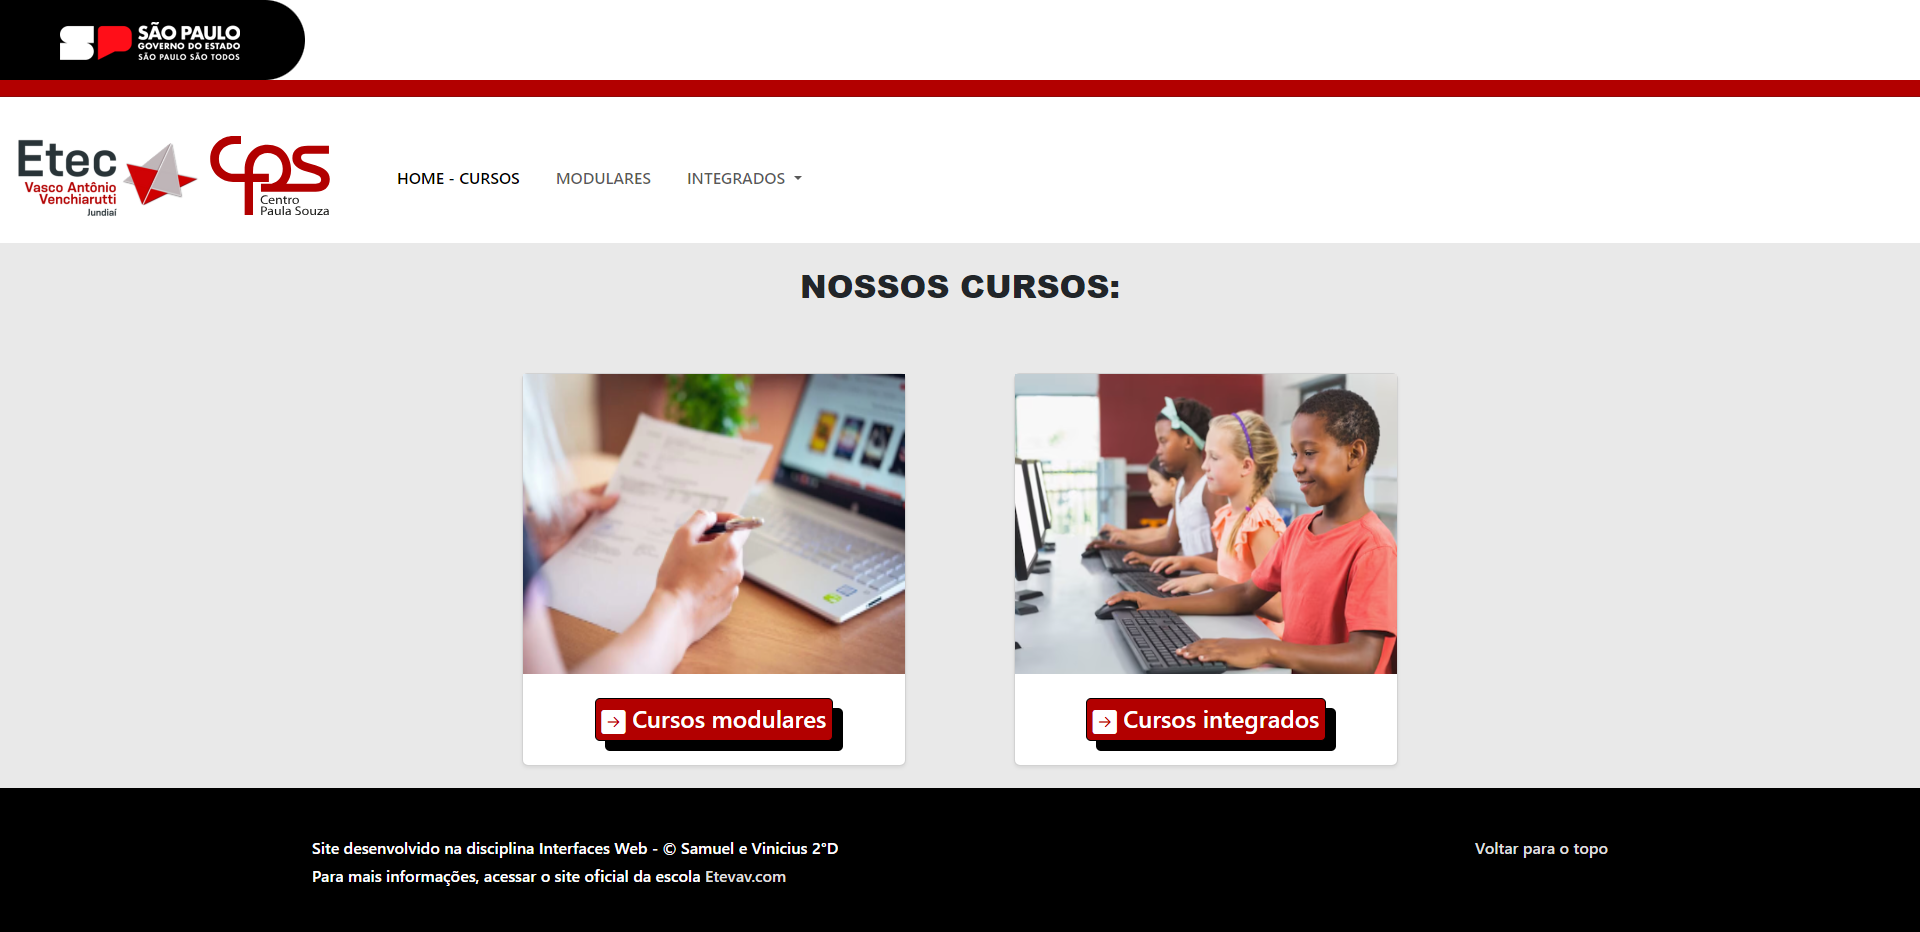 SÃO PAULO
GOVERNO DO ESTADO
SÃO PAULO SÃO TODOS
Etec
Vasco Antônio
Venchiarutti
Jundiaí
CPS
Centro
Paula Souza
HOME - CURSOS
MODULARES
INTEGRADOS
NOSSOS CURSOS:
Cursos modulares
Cursos integrados
Site desenvolvido na disciplina Interfaces Web - © Samuel e Vinicius 2°D
Voltar para o topo
Para mais informações, acessar o site oficial da escola Etevav.com